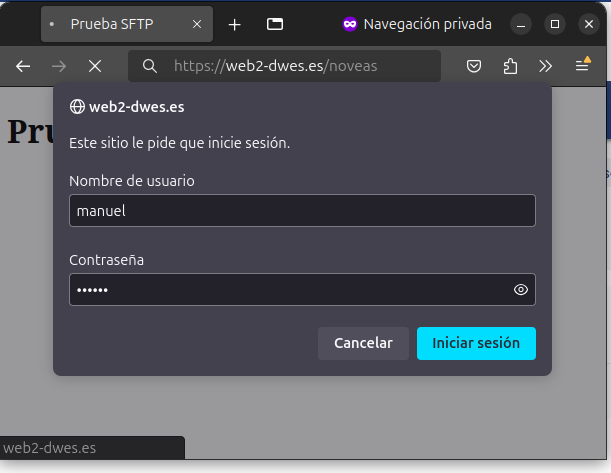 Prueba SFTP
Navegación privada
https://web2-dwes.es/noveas
Pru
web2-dwes.es
Este sitio le pide que inicie sesión.
Nombre de usuario
manuel
Contraseña
••••••
Cancelar
Iniciar sesión
web2-dwes.es